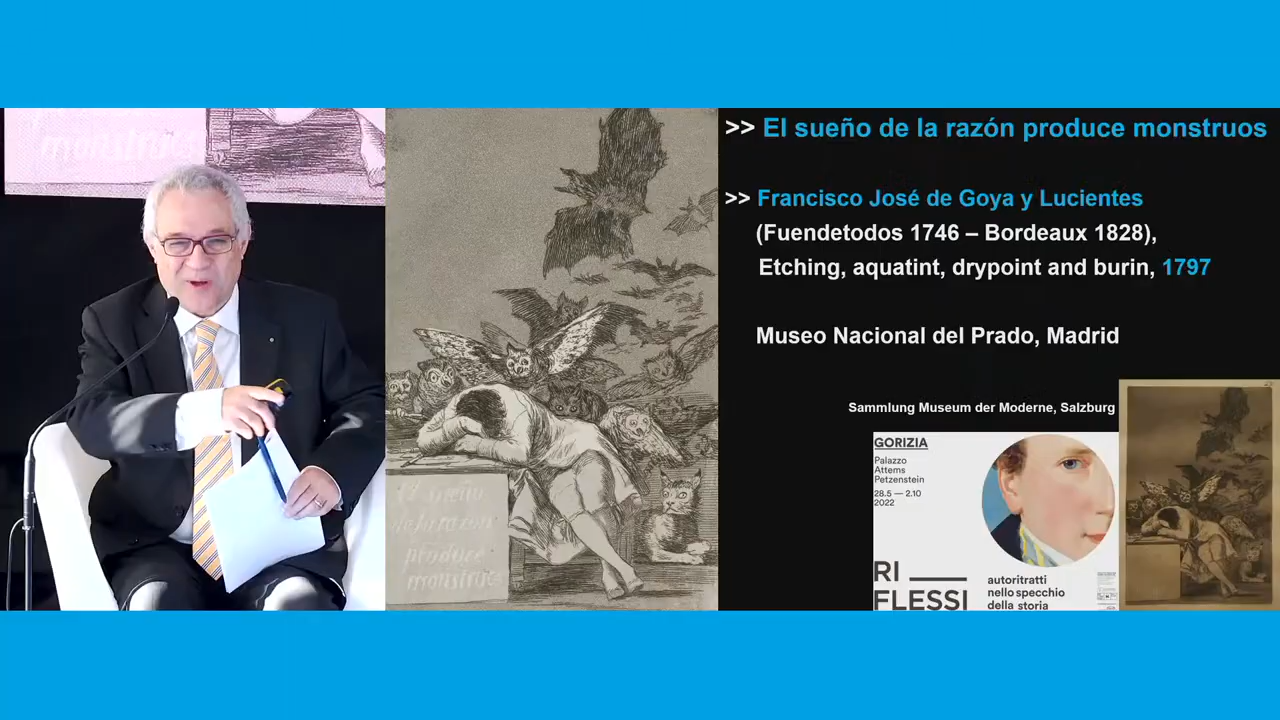 monstruos
El sueño
de la razon
produce
monstruos
>> El sueño de la razón produce monstruos
>> Francisco José de Goya y Lucientes
(Fuendetodos 1746 – Bordeaux 1828),
Etching, aquatint, drypoint and burin, 1797
Museo Nacional del Prado, Madrid
Sammlung Museum der Moderne, Salzburg
GORIZIA
Palazzo
Attems
Petzenstein
28.5 — 2.10
2022
RI
FLESSI
autoritratti
nello specchio
della storia